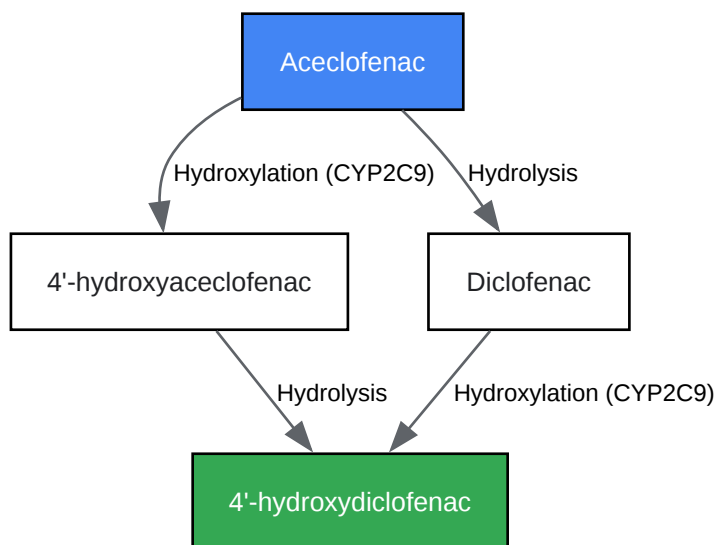 Aceclofenac
Hydroxylation (CYP2C9)
Hydrolysis
4'-hydroxyaceclofenac
Diclofenac
Hydrolysis
Hydroxylation (CYP2C9)
4'-hydroxydiclofenac